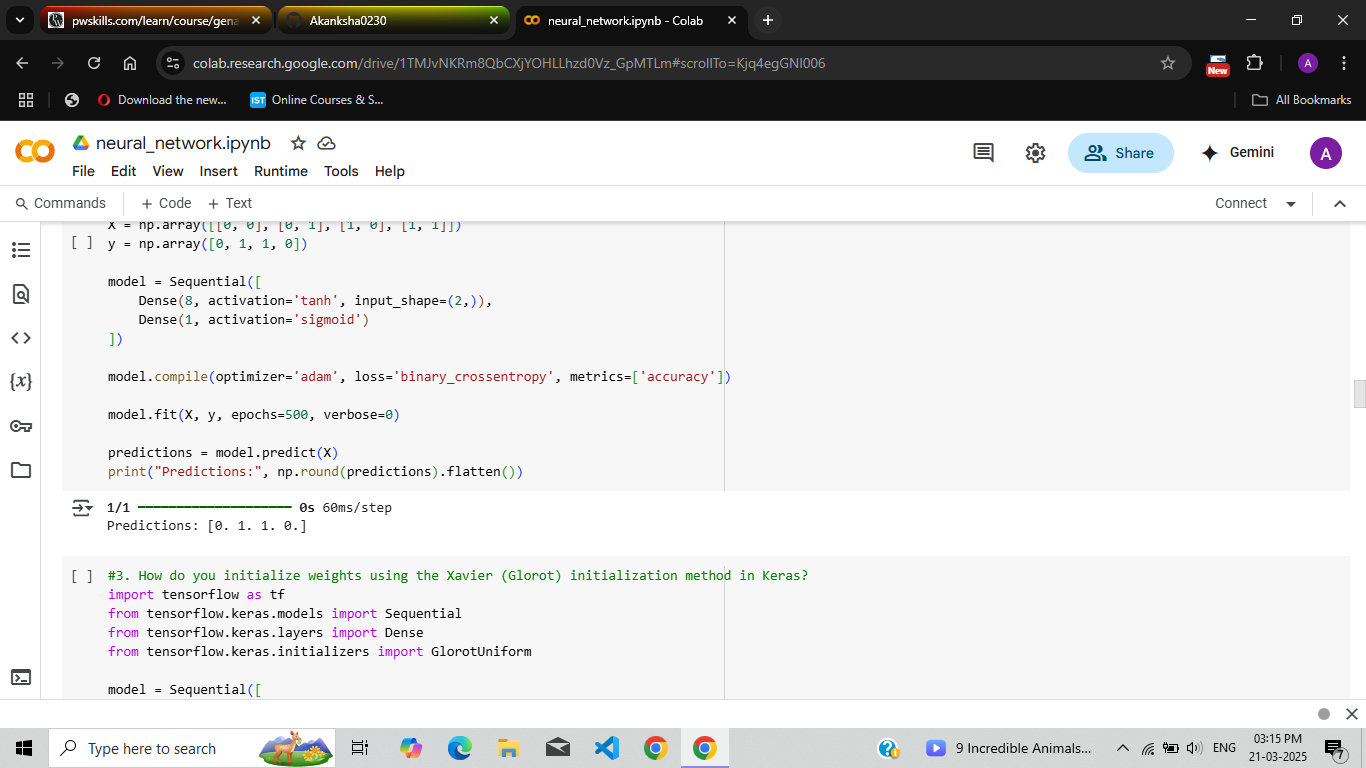 pwskills.com/learn/course/gena
Akanksha0230
neural_network.ipynb - Colab
colab.research.google.com/drive/1TMJvNKRm8QbCXjYOHLLhzd0Vz_GpMTLm#scrollTo=Kjq4egGNI006
New
A
Download the new...
IST
Online Courses & S...
All Bookmarks
neural_network.ipynb
File Edit View Insert Runtime Tools Help
Share
Gemini
A
Commands + Code + Text
Connect
X = np.array([[0, 0], [0, 1], [1, 0], [1, 1]])
[ ] y = np.array([0, 1, 1, 0])
model = Sequential([
Dense(8, activation='tanh', input_shape=(2,)),
Dense(1, activation='sigmoid')
])
model.compile(optimizer='adam', loss='binary_crossentropy', metrics=['accuracy'])
model.fit(X, y, epochs=500, verbose=0)
predictions = model.predict(X)
print("Predictions:", np.round(predictions).flatten())
1/1 ━━━━━━━━━━━━━━━━━━━━ 0s 60ms/step
Predictions: [0. 1. 1. 0.]
[ ] #3. How do you initialize weights using the Xavier (Glorot) initialization method in Keras?
import tensorflow as tf
from tensorflow.keras.models import Sequential
from tensorflow.keras.layers import Dense
from tensorflow.keras.initializers import GlorotUniform
model = Sequential([
Type here to search
9 Incredible Animals...
ENG
03:15 PM
21-03-2025
7